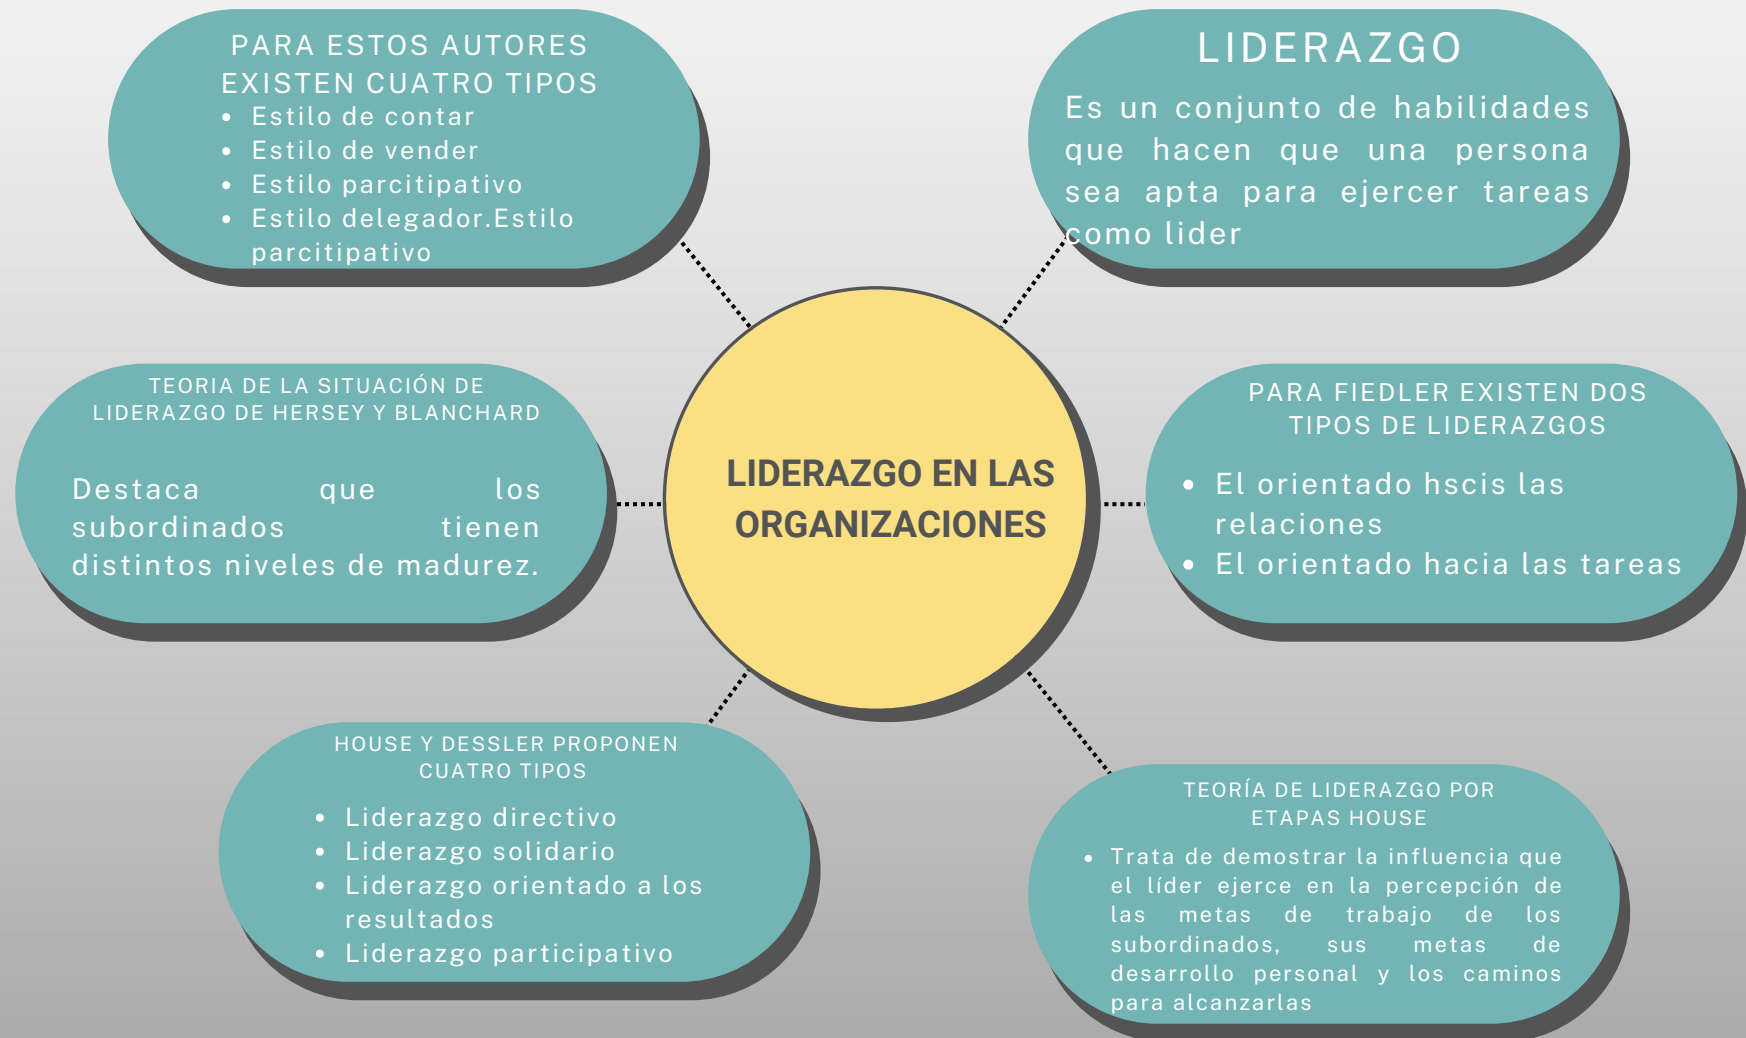 PARA ESTOS AUTORES
EXISTEN CUATRO TIPOS
• Estilo de contar
• Estilo de vender
• Estilo parcitipativo
• Estilo delegador.Estilo
parcitipativo
LIDERAZGO
Es un conjunto de habilidades
que hacen que una persona
sea apta para ejercer tareas
como lider
TEORIA DE LA SITUACIÓN DE
LIDERAZGO DE HERSEY Y BLANCHARD
Destaca que los
subordinados tienen
distintos niveles de madurez.
LIDERAZGO EN LAS
ORGANIZACIONES
PARA FIEDLER EXISTEN DOS
TIPOS DE LIDERAZGOS
• El orientado hscis las
relaciones
• El orientado hacia las tareas
HOUSE Y DESSLER PROPONEN
CUATRO TIPOS
• Liderazgo directivo
• Liderazgo solidario
• Liderazgo orientado a los
resultados
• Liderazgo participativo
TEORÍA DE LIDERAZGO POR
ETAPAS HOUSE
• Trata de demostrar la influencia que
el líder ejerce en la percepción de
las metas de trabajo de los
subordinados, sus metas de
desarrollo personal y los caminos
para alcanzarlas